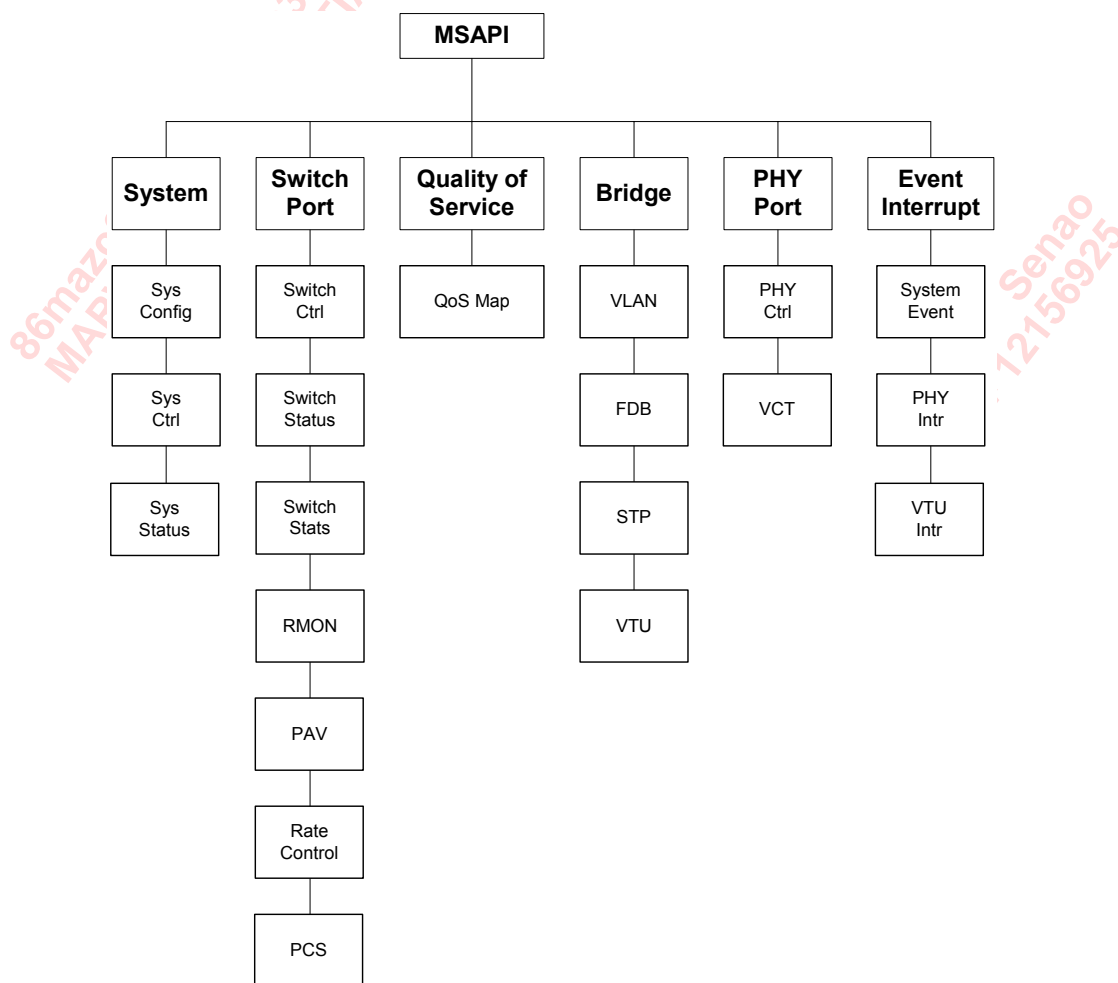 MSAPI
System
Switch
Port
Quality of
Service
Bridge
PHY
Port
Event
Interrupt
Sys
Config
Switch
Ctrl
QoS Map
VLAN
PHY
Ctrl
System
Event
Sys
Ctrl
Switch
Status
FDB
VCT
PHY
Intr
Sys
Status
Switch
Stats
STP
VTU
Intr
RMON
VTU
PAV
Rate
Control
PCS
Senao
12156925